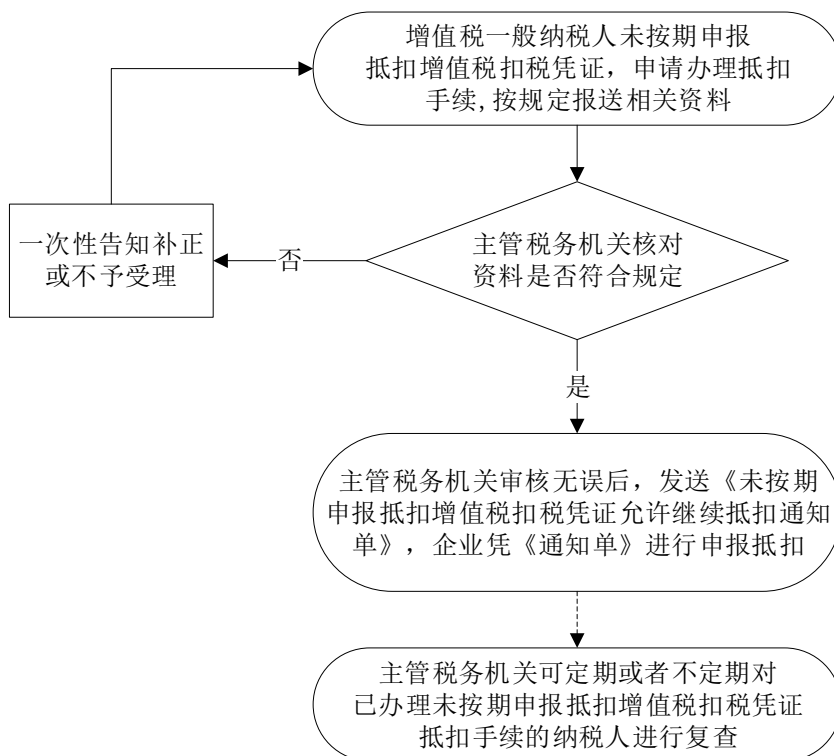 增值税一般纳税人未按期申报
抵扣增值税扣税凭证，申请办理抵扣
手续,按规定报送相关资料
一次性告知补正
或不予受理
否
主管税务机关核对
资料是否符合规定
是
主管税务机关审核无误后，发送《未按期
申报抵扣增值税扣税凭证允许继续抵扣通知
单》，企业凭《通知单》进行申报抵扣
主管税务机关可定期或者不定期对
已办理未按期申报抵扣增值税扣税凭证
抵扣手续的纳税人进行复查